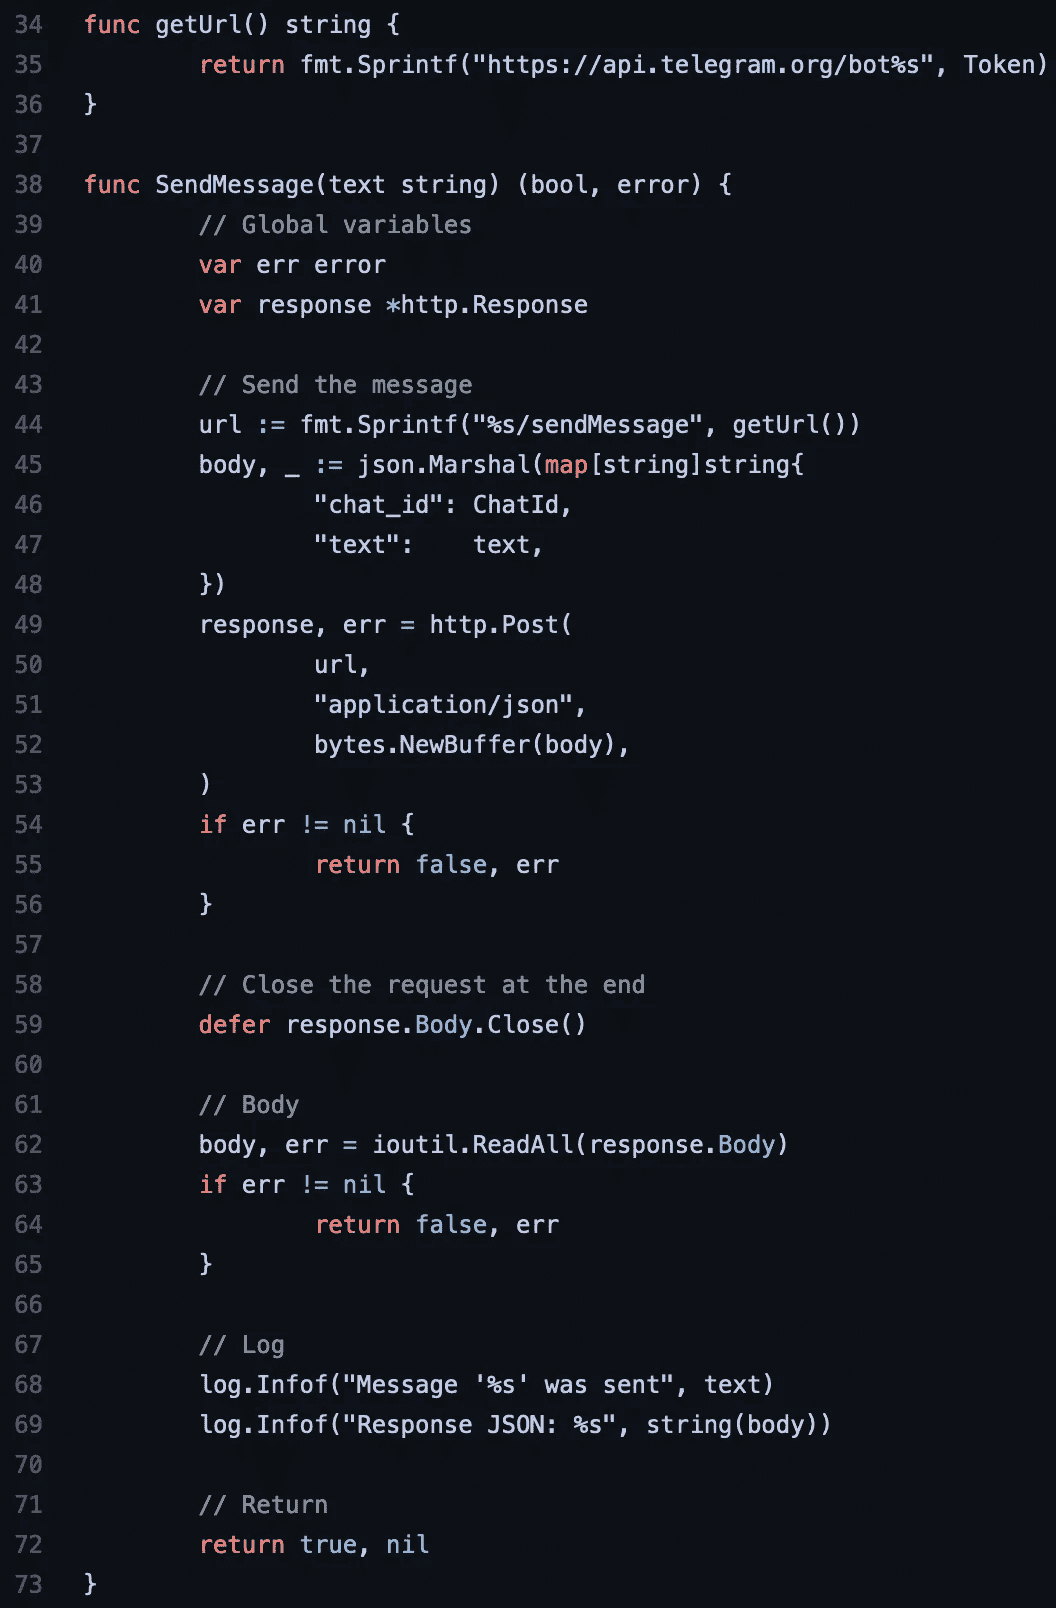 34 func getUrl() string {
35         return fmt.Sprintf("https://api.telegram.org/bot%s", Token)
36 }
37
38 func SendMessage(text string) (bool, error) {
39         // Global variables
40         var err error
41         var response *http.Response
42
43         // Send the message
44         url := fmt.Sprintf("%s/sendMessage", getUrl())
45         body, _ := json.Marshal(map[string]string{
46                 "chat_id": ChatId,
47                 "text":    text,
48         })
49         response, err = http.Post(
50                 url,
51                 "application/json",
52                 bytes.NewBuffer(body),
53         )
54         if err != nil {
55                 return false, err
56         }
57
58         // Close the request at the end
59         defer response.Body.Close()
60
61         // Body
62         body, err = ioutil.ReadAll(response.Body)
63         if err != nil {
64                 return false, err
65         }
66
67         // Log
68         log.Infof("Message '%s' was sent", text)
69         log.Infof("Response JSON: %s", string(body))
70
71         // Return
72         return true, nil
73 }